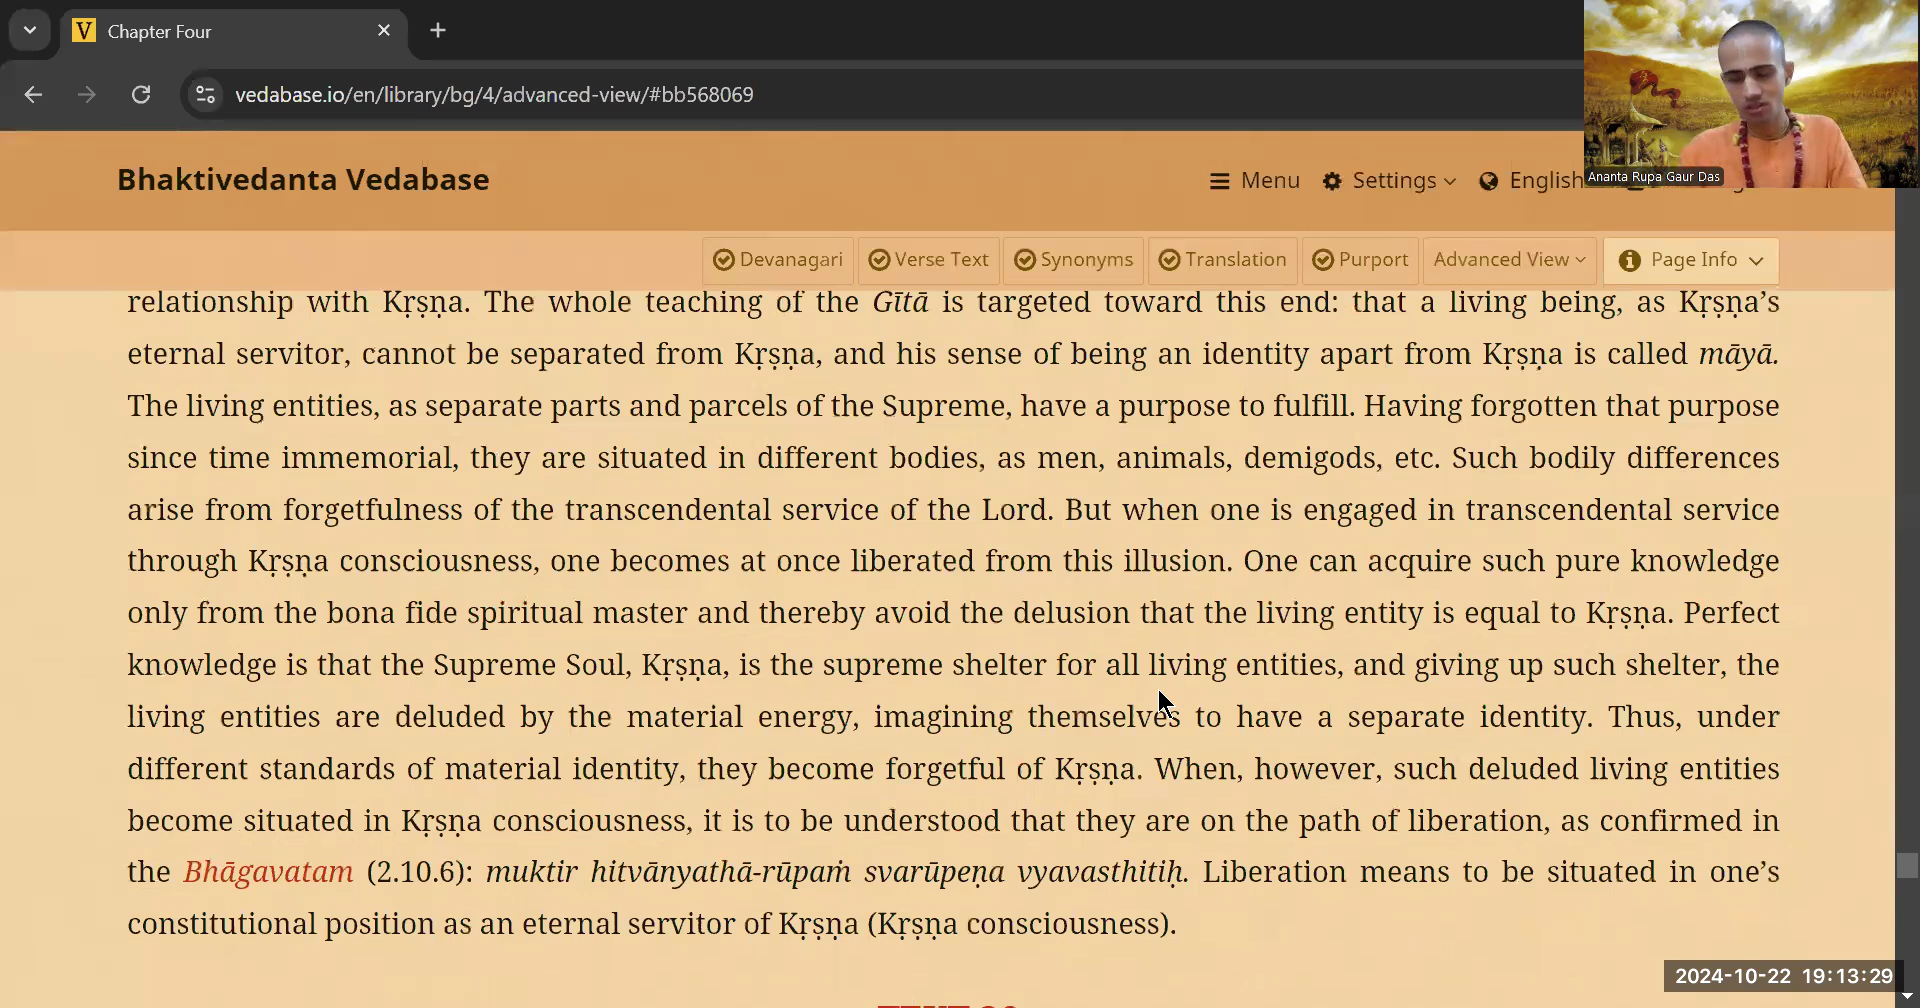 Chapter Four
vedabase.io/en/library/bg/4/advanced-view/#bb568069
Bhaktivedanta Vedabase
Menu Settings English
Ananta Rupa Gaur Das
Devanagari Verse Text Synonyms Translation Purport Advanced View Page Info
relationship with Kṛṣṇa. The whole teaching of the Gītā is targeted toward this end: that a living being, as Kṛṣṇa’s
eternal servitor, cannot be separated from Kṛṣṇa, and his sense of being an identity apart from Kṛṣṇa is called māyā.
The living entities, as separate parts and parcels of the Supreme, have a purpose to fulfill. Having forgotten that purpose
since time immemorial, they are situated in different bodies, as men, animals, demigods, etc. Such bodily differences
arise from forgetfulness of the transcendental service of the Lord. But when one is engaged in transcendental service
through Kṛṣṇa consciousness, one becomes at once liberated from this illusion. One can acquire such pure knowledge
only from the bona fide spiritual master and thereby avoid the delusion that the living entity is equal to Kṛṣṇa. Perfect
knowledge is that the Supreme Soul, Kṛṣṇa, is the supreme shelter for all living entities, and giving up such shelter, the
living entities are deluded by the material energy, imagining themselves to have a separate identity. Thus, under
different standards of material identity, they become forgetful of Kṛṣṇa. When, however, such deluded living entities
become situated in Kṛṣṇa consciousness, it is to be understood that they are on the path of liberation, as confirmed in
the Bhāgavatam (2.10.6): muktir hitvānyathā-rūpaṁ svarūpeṇa vyavasthitiḥ. Liberation means to be situated in one’s
constitutional position as an eternal servitor of Kṛṣṇa (Kṛṣṇa consciousness).
2024-10-22 19:13:29